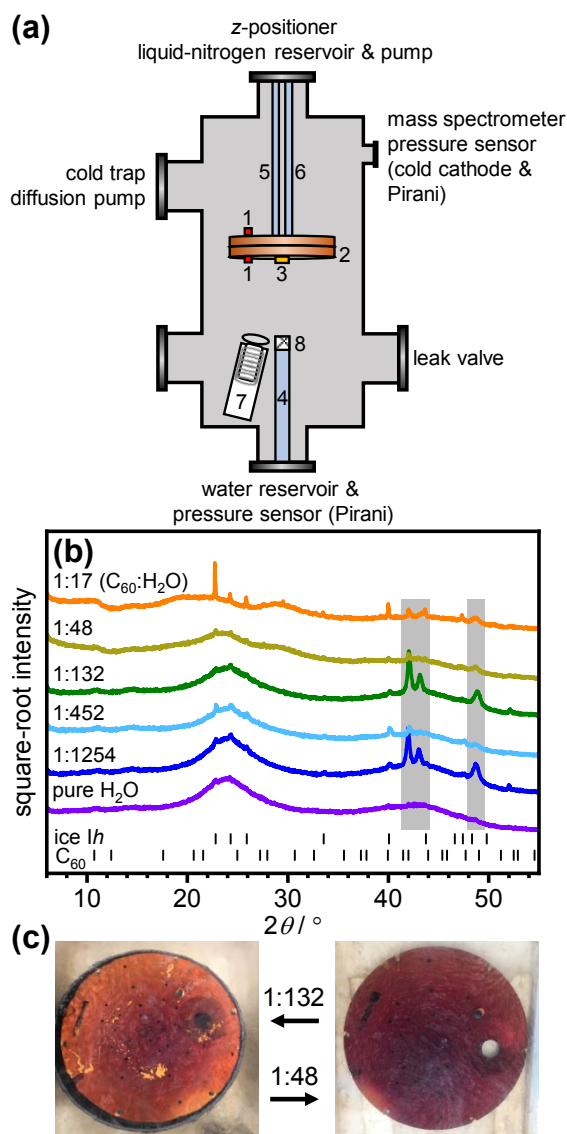 (a)
z-positioner
liquid-nitrogen reservoir & pump
mass spectrometer
pressure sensor
(cold cathode &
Pirani)
cold trap
diffusion pump
5
6
1
2
1
3
8
leak valve
7
4
water reservoir &
pressure sensor (Pirani)
(b)
square-root intensity
1:17 (C₆₀:H₂O)
1:48
1:132
1:452
1:1254
pure H₂O
ice Ih
C₆₀
10
20
30
40
50
2θ / °
(c)
1:132
1:48